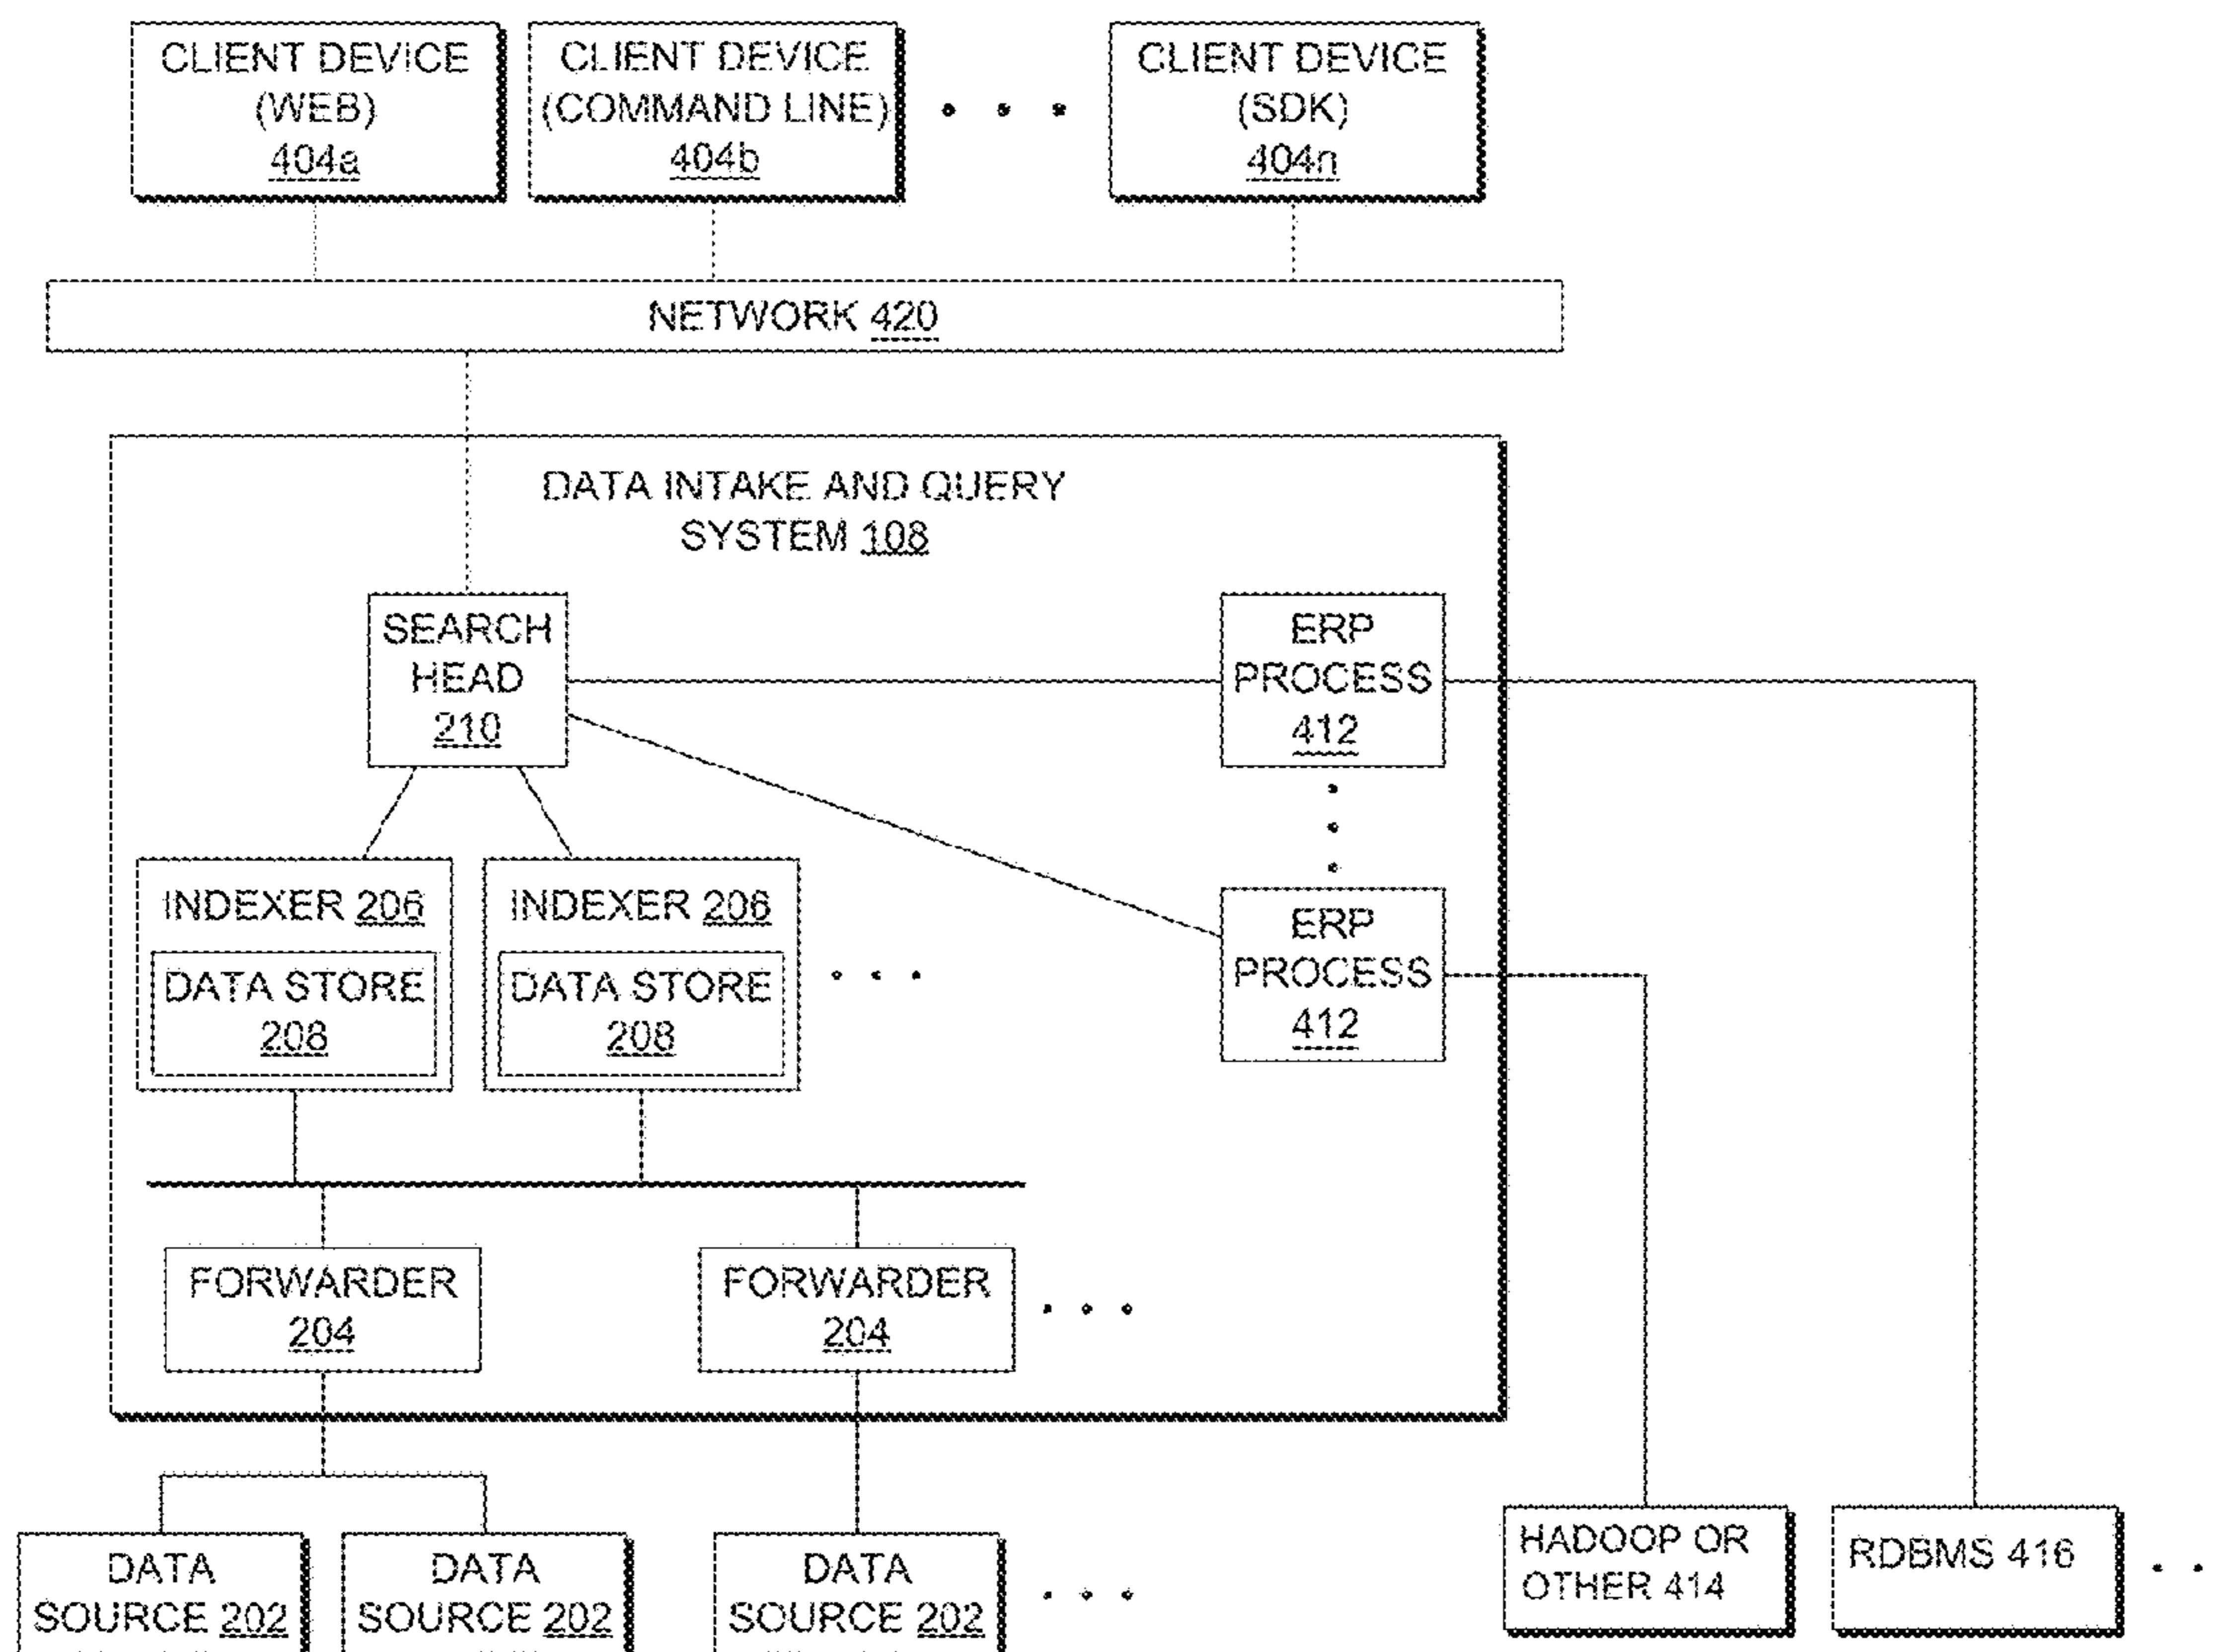 CLIENT DEVICE
(WEB)
404a
CLIENT DEVICE
(COMMAND LINE)
404b
CLIENT DEVICE
(SDK)
404n
NETWORK 420
DATA INTAKE AND QUERY
SYSTEM 108
SEARCH
HEAD
210
ERP
PROCESS
412
INDEXER 206
DATA STORE
208
INDEXER 206
DATA STORE
208
ERP
PROCESS
412
FORWARDER
204
FORWARDER
204
DATA
SOURCE 202
DATA
SOURCE 202
DATA
SOURCE 202
HADOOP OR
OTHER 414
RDBMS 416